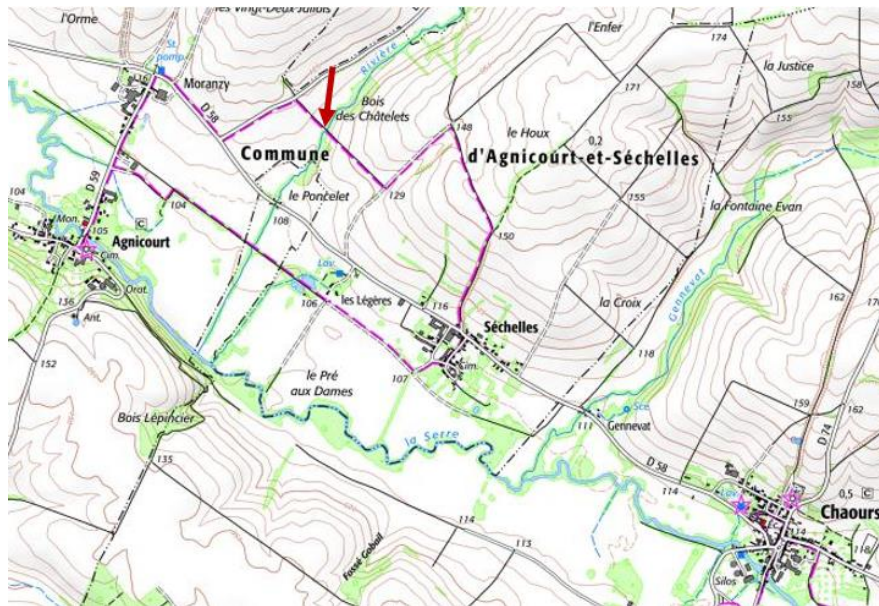 l'Orme
les Vingt-Deux-Jallois
l'Enfer
174
St.
pomp.
Rivière
la Justice
Moranzy
171
Bois
des Châtelets
158
D 58
155
148
le Houx
0,2
Commune
d'Agnicourt-et-Séchelles
D 59
129
104
le Poncelet
155
104
la Fontaine Evan
Mon.
105
C
108
150
Agnicourt
Cim.
Lav.
Gennevat
Orat.
106
les Légères
116
la Croix
162
136
Ant.
Séchelles
118
152
Cim.
le Pré
aux Dames
107
Bois Lépincier
Sce
162
111
Gennevat
la Serre
D 74
135
D 58
114
Lav.
0,5
C
Chaours
114
113
114
118
Fossé Goball
Silos